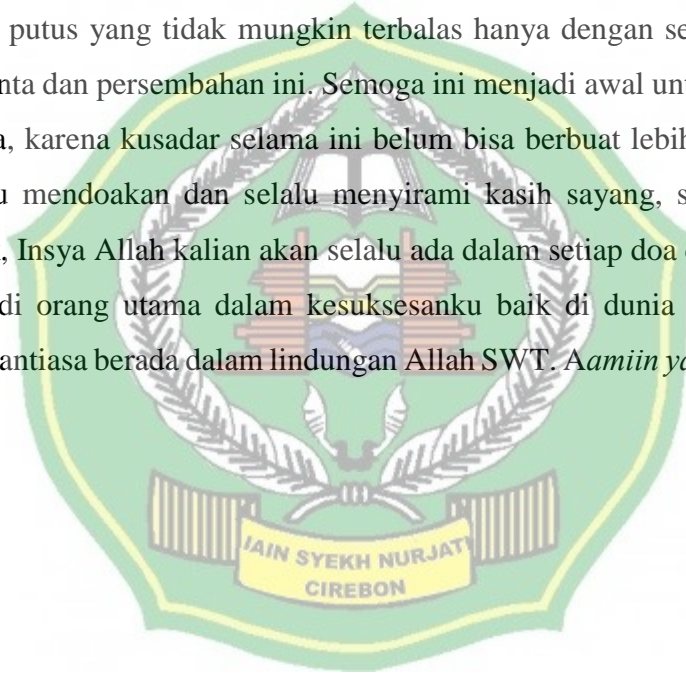 putus yang tidak mungkin terbalas hanya dengan se
nta dan persembahan ini. Semoga ini menjadi awal unt
a, karena kusadar selama ini belum bisa berbuat lebih
u mendoakan dan selalu menyirami kasih sayang, s
, Insya Allah kalian akan selalu ada dalam setiap doa
di orang utama dalam kesuksesanku baik di dunia
antiasa berada dalam lindungan Allah SWT. Aamiin ya
IAIN SYEKH NURJATI
CIREBON